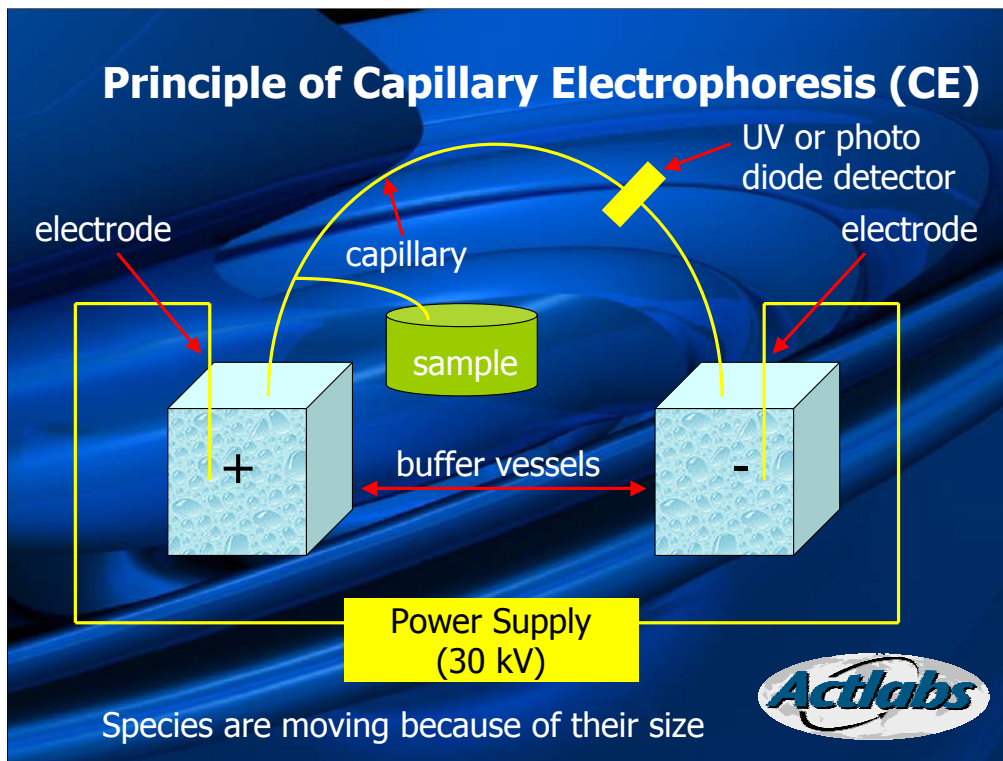 Principle of Capillary Electrophoresis (CE)
UV or photo
diode detector
electrode
electrode
capillary
sample
+
-
buffer vessels
Power Supply
(30 kV)
Actlabs
Species are moving because of their size